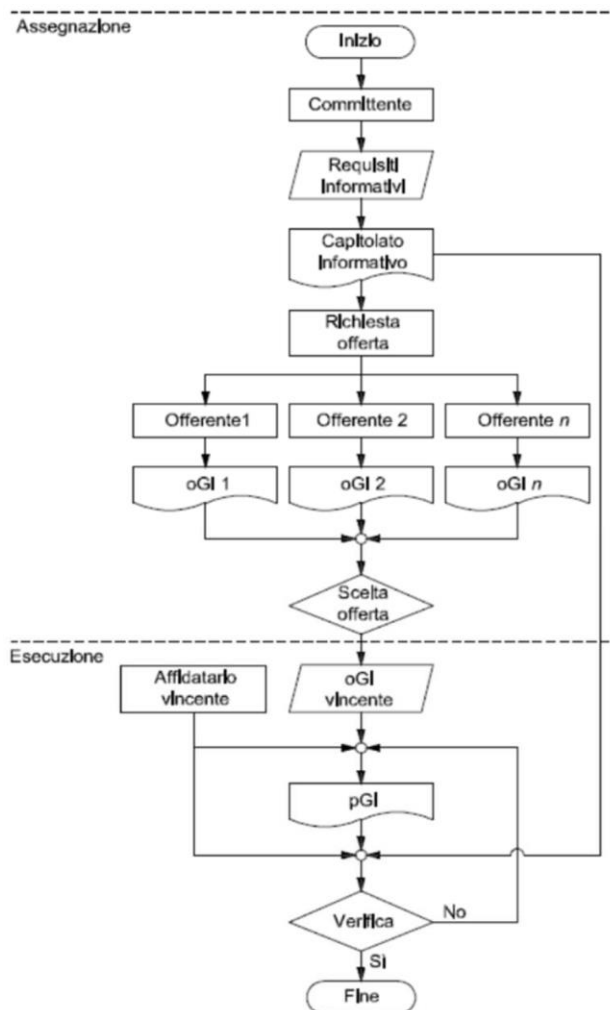 Assegnazione
Inizio
Committente
Requisiti
informativi
Capitolato
informativo
Richiesta
offerta
Offerente1
Offerente 2
Offerente n
oGI 1
oGI 2
oGI n
Scelta
offerta
Esecuzione
Affidatario
vincente
oGI
vincente
pGI
Verifica
No
Sì
Fine